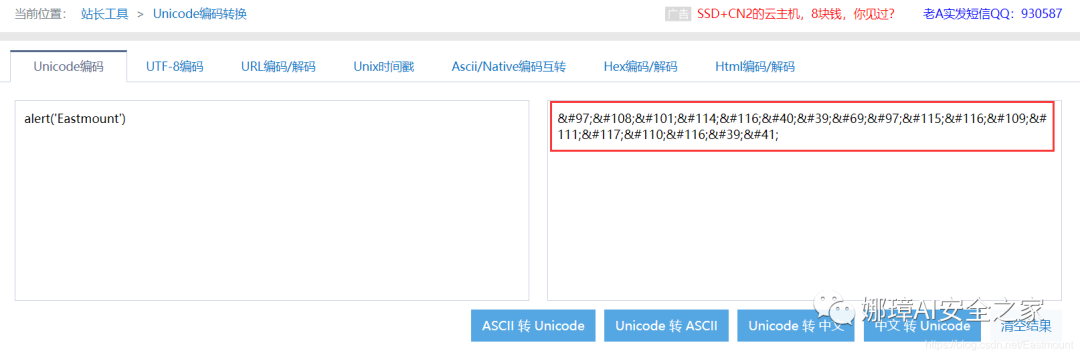 当前位置： 站长工具 > Unicode编码转换
广告 SSD+CN2的云主机，8块钱，你见过？ 老A实发短信QQ：930587
Unicode编码 UTF-8编码 URL编码/解码 Unix时间戳 Ascii/Native编码互转 Hex编码/解码 Html编码/解码
alert('Eastmount')
&#97;&#108;&#101;&#114;&#116;&#40;&#39;&#69;&#97;&#115;&#116;&#109;&#
111;&#117;&#110;&#116;&#39;&#41;
ASCII 转 Unicode Unicode 转 ASCII Unicode 转 中文 中文 转 Unicode 清空结果
娜璋AI安全之家
https://blog.csdn.net/Eastmount